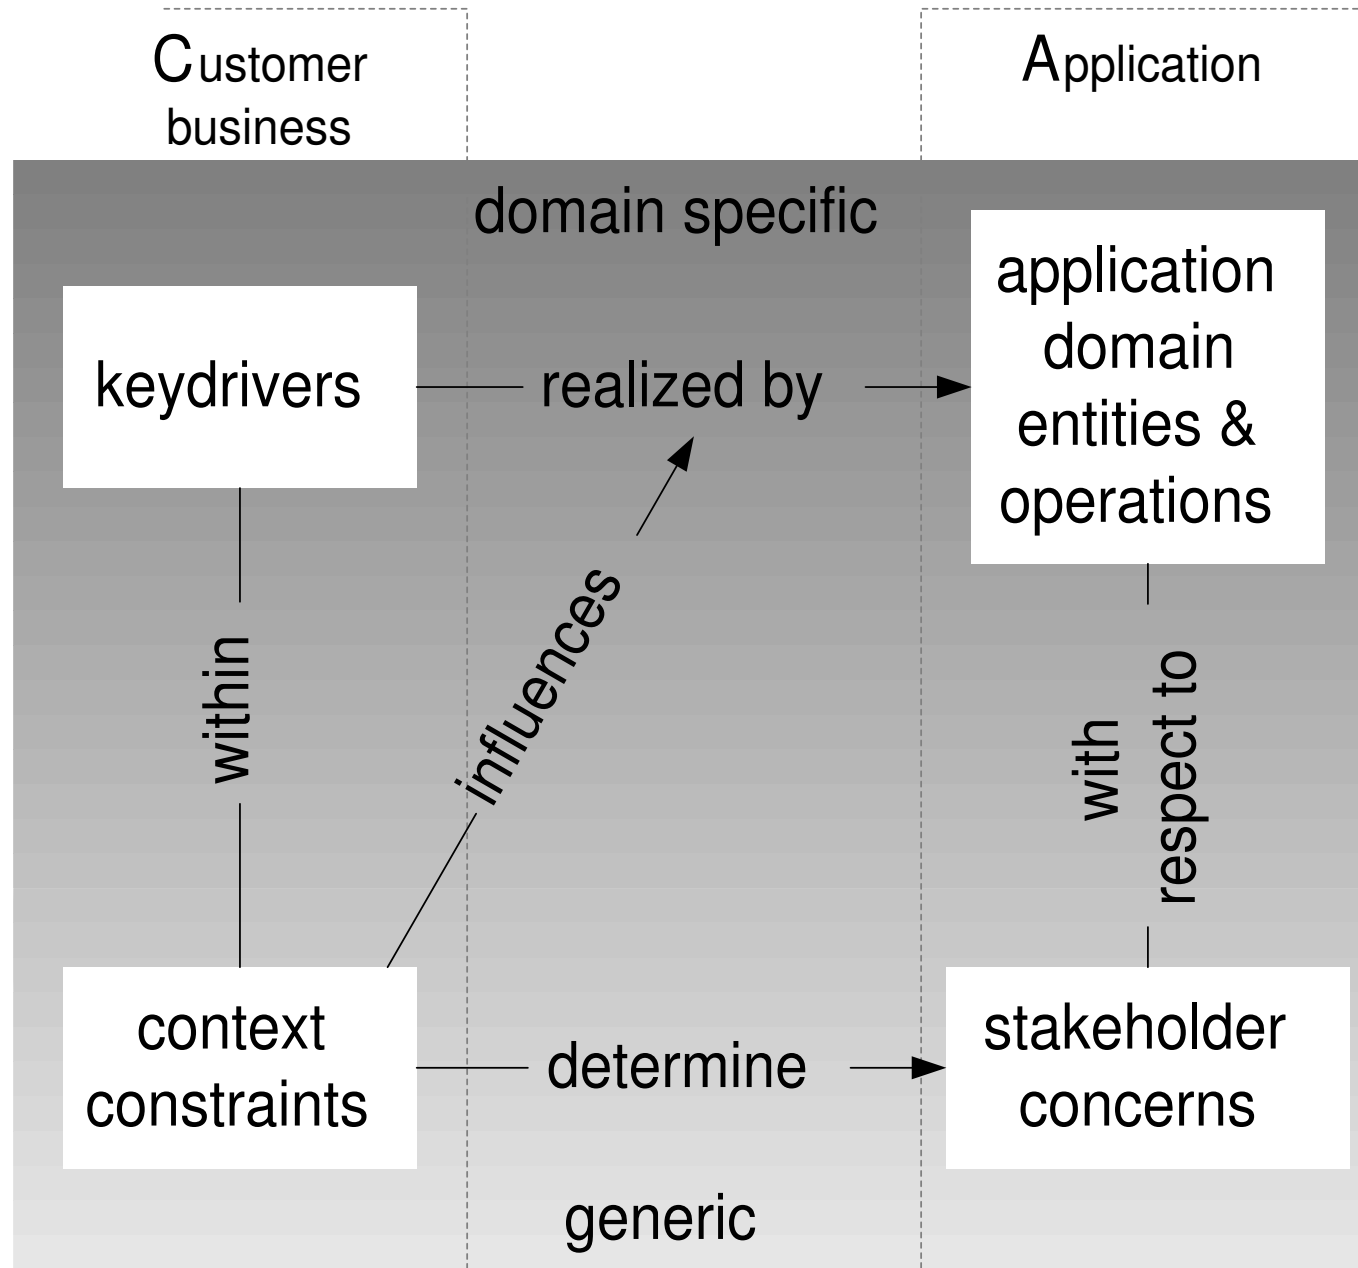 Customer
business
Application
domain specific
keydrivers
realized by
application
domain
entities &
operations
within
influences
with
respect to
context
constraints
determine
stakeholder
concerns
generic